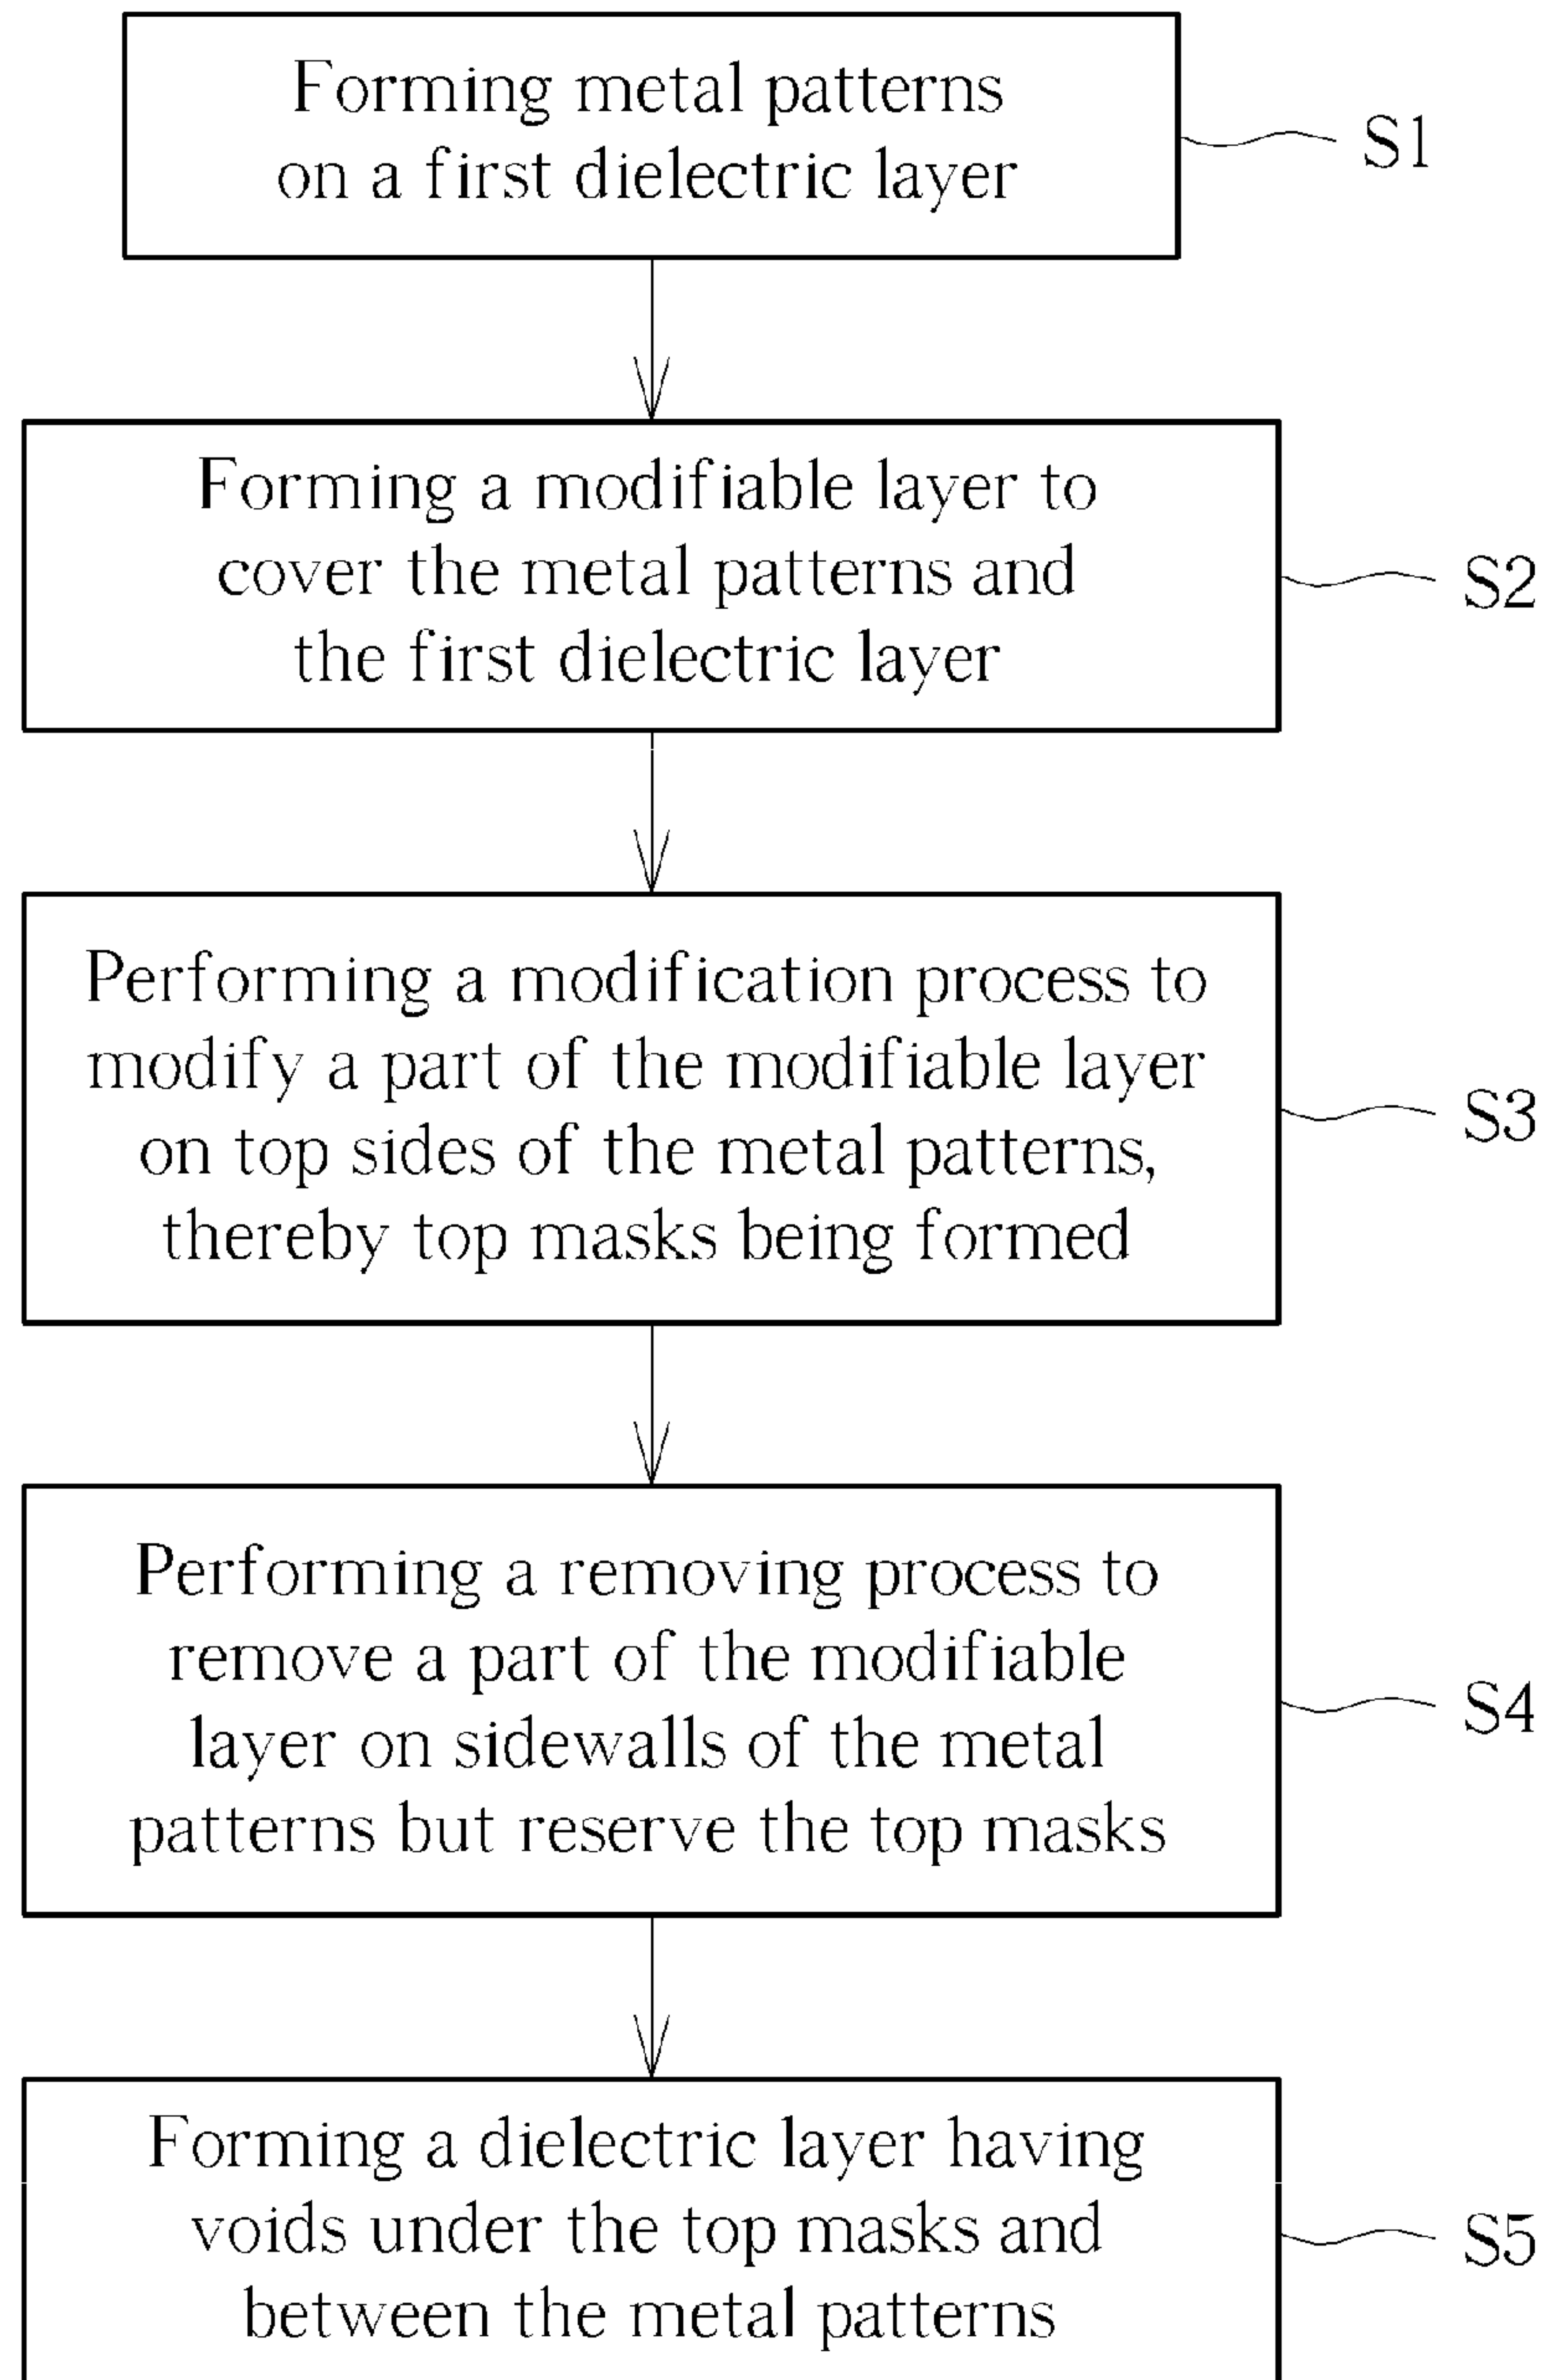 Forming metal patterns
on a first dielectric layer
S1
Forming a modifiable layer to
cover the metal patterns and
the first dielectric layer
S2
Performing a modification process to
modify a part of the modifiable layer
on top sides of the metal patterns,
thereby top masks being formed
S3
Performing a removing process to
remove a part of the modifiable
layer on sidewalls of the metal
patterns but reserve the top masks
S4
Forming a dielectric layer having
voids under the top masks and
between the metal patterns
S5